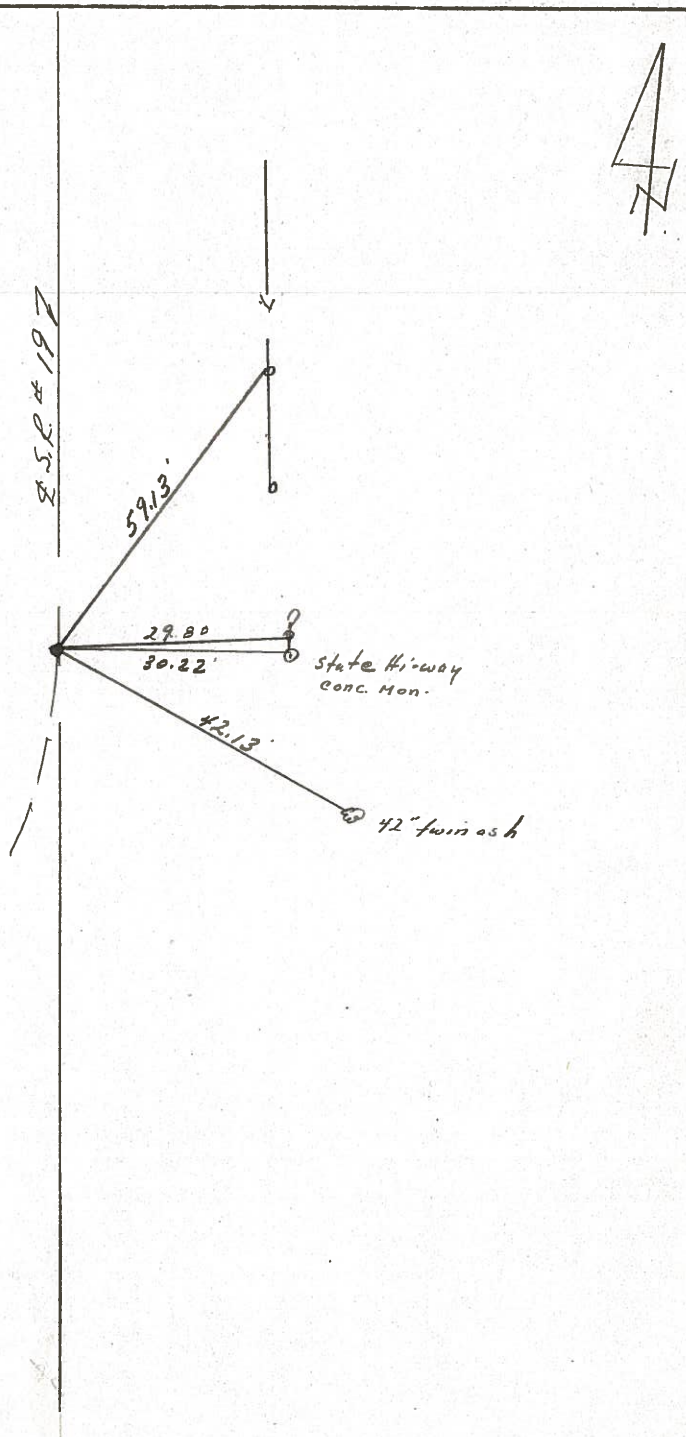 N.
℄ S.R. # 197
59.13'
29.80
30.22'
State Hi-way
conc. Mon.
42.13'
42" twin ash